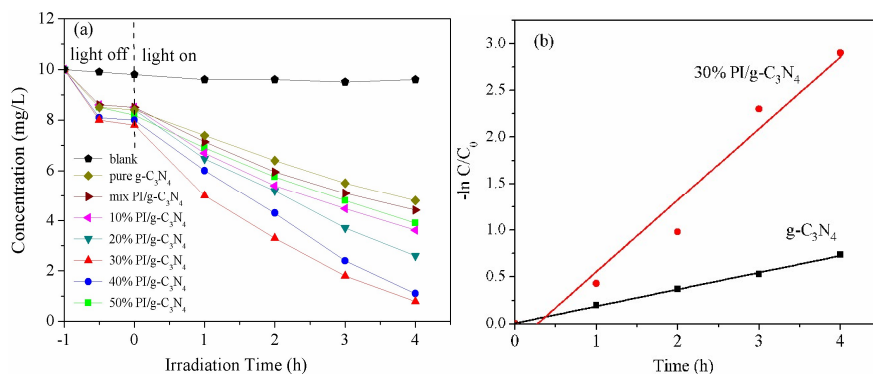 (a)
light off
light on
Concentration (mg/L)
12
10
8
6
4
2
0
blank
pure g-C₃N₄
mix PI/g-C₃N₄
10% PI/g-C₃N₄
20% PI/g-C₃N₄
30% PI/g-C₃N₄
40% PI/g-C₃N₄
50% PI/g-C₃N₄
-1 0 1 2 3 4
Irradiation Time (h)
(b)
-ln C/C₀
3.0
2.5
2.0
1.5
1.0
0.5
0.0
30% PI/g-C₃N₄
g-C₃N₄
0 1 2 3 4
Time (h)